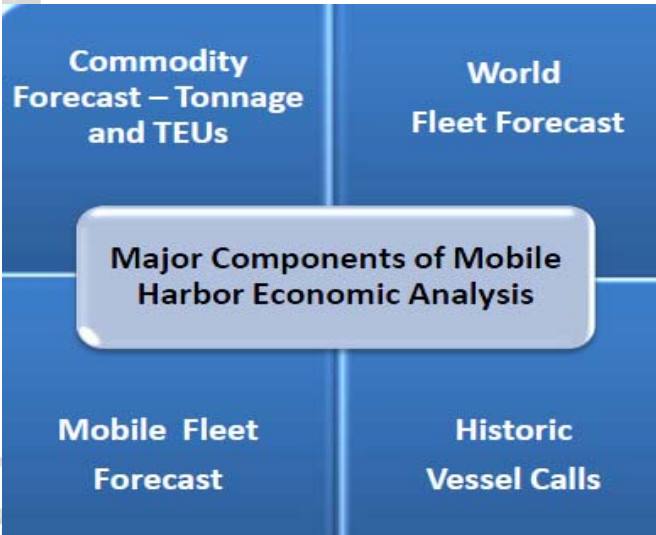 Commodity
Forecast – Tonnage
and TEUs
World
Fleet Forecast
Major Components of Mobile
Harbor Economic Analysis
Mobile Fleet
Forecast
Historic
Vessel Calls